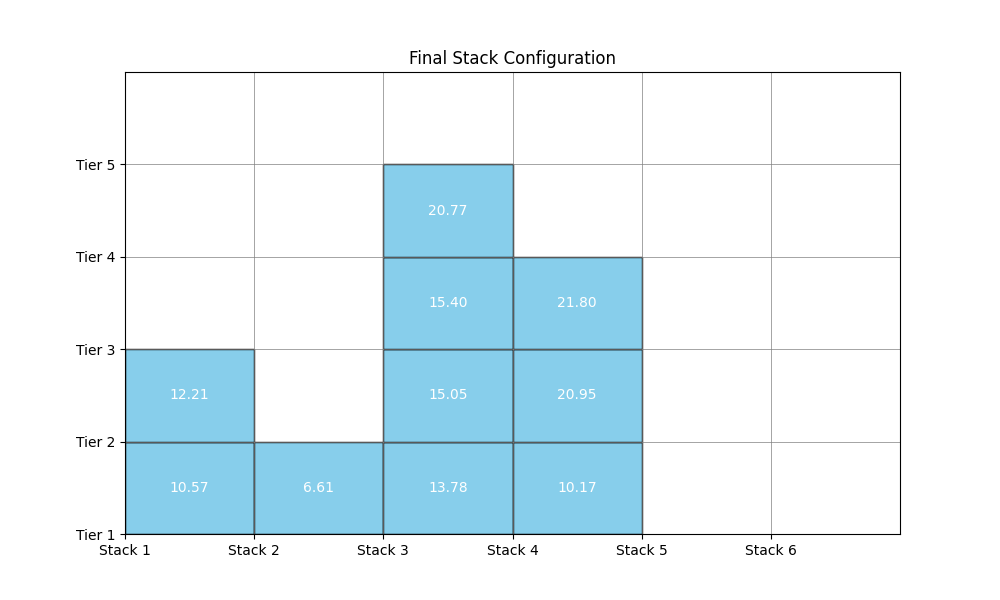 Final Stack Configuration
Tier 5
20.77
Tier 4
15.40 21.80
Tier 3
12.21 15.05 20.95
Tier 2
10.57 6.61 13.78 10.17
Tier 1
Stack 1 Stack 2 Stack 3 Stack 4 Stack 5 Stack 6